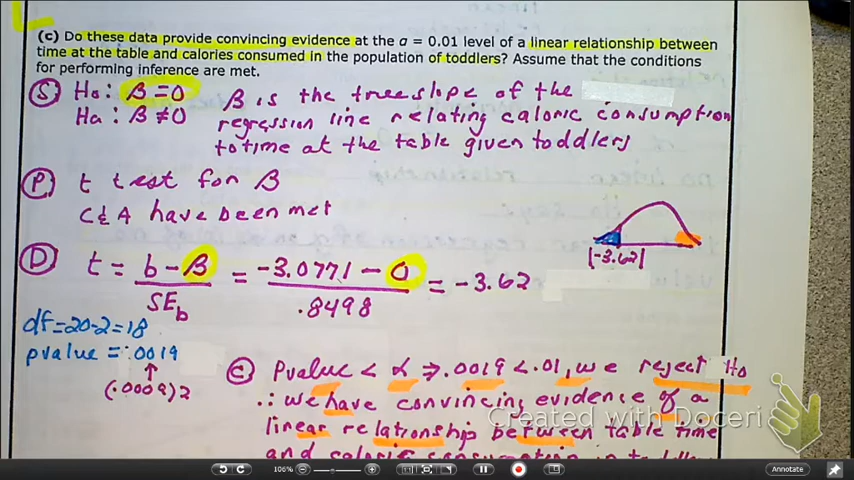 (c) Do these data provide convincing evidence at the α = 0.01 level of a linear relationship between
time at the table and calories consumed in the population of toddlers? Assume that the conditions
for performing inference are met.
(S) Ho: β = 0
Ha: β ≠ 0
β is the true slope of the
regression line relating caloric consumption
to time at the table given toddlers
(P) t test for β
C & A have been met
(D) t = b - β / SEb = -3.0771 - 0 / .8498 = -3.62
|-3.62|
df = 20-2 = 18
pvalue = .0019
↑
(.0009)2
(C) Pvalue < α ⇒ .0019 < .01, we reject Ho
∴ we have convincing evidence of a
linear relationship between table time
and caloric consumption in
Created with Doceri
106%
Annotate